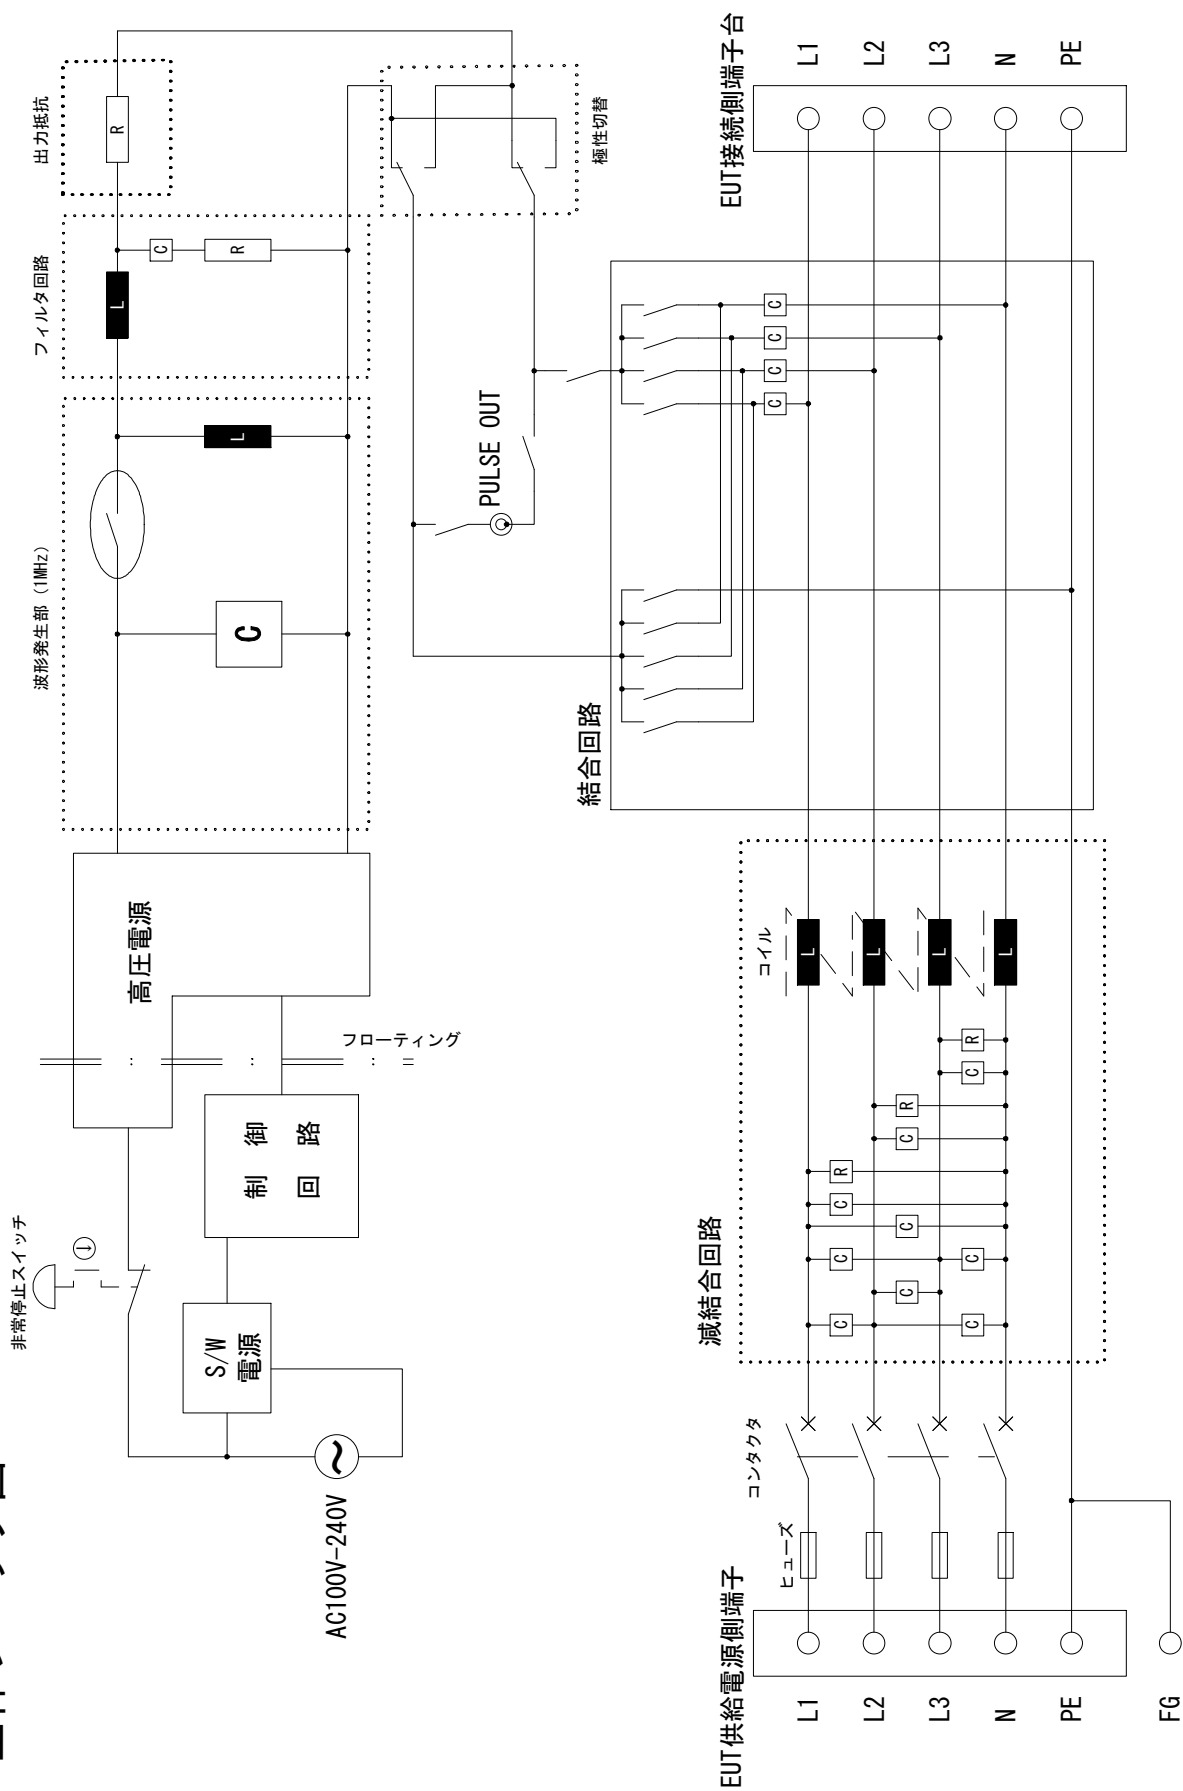 非常停止スイッチ
AC100V-240V
S/W
電源
制御
回路
フローティング
高圧電源
波形発生部 (1MHz)
C
L
フィルタ回路
L
C
R
出力抵抗
R
極性切替
PULSE OUT
結合回路
C
C
C
C
EUT供給電源側端子
L1
L2
L3
N
PE
FG
ヒューズ
コンタクタ
減結合回路
C
C
C
C
C
C
C
R
C
R
C
R
コイル
L
L
L
L
EUT接続側端子台
L1
L2
L3
N
PE